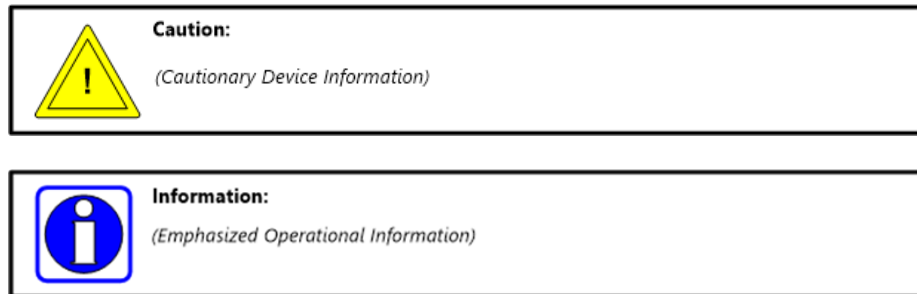 Caution:
!
(Cautionary Device Information)
Information:
i
(Emphasized Operational Information)